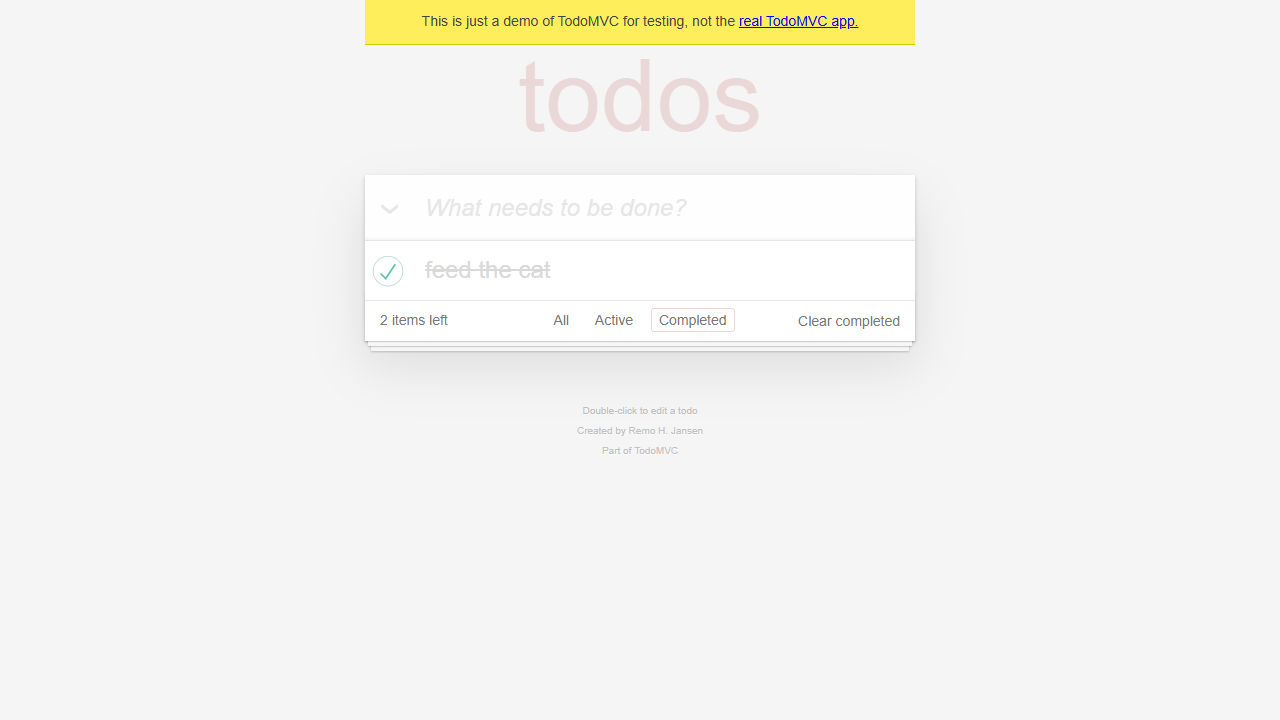 This is just a demo of TodoMVC for testing, not the real TodoMVC app.
todos
What needs to be done?
feed the cat
2 items left All Active Completed Clear completed
Double-click to edit a todo
Created by Remo H. Jansen
Part of TodoMVC